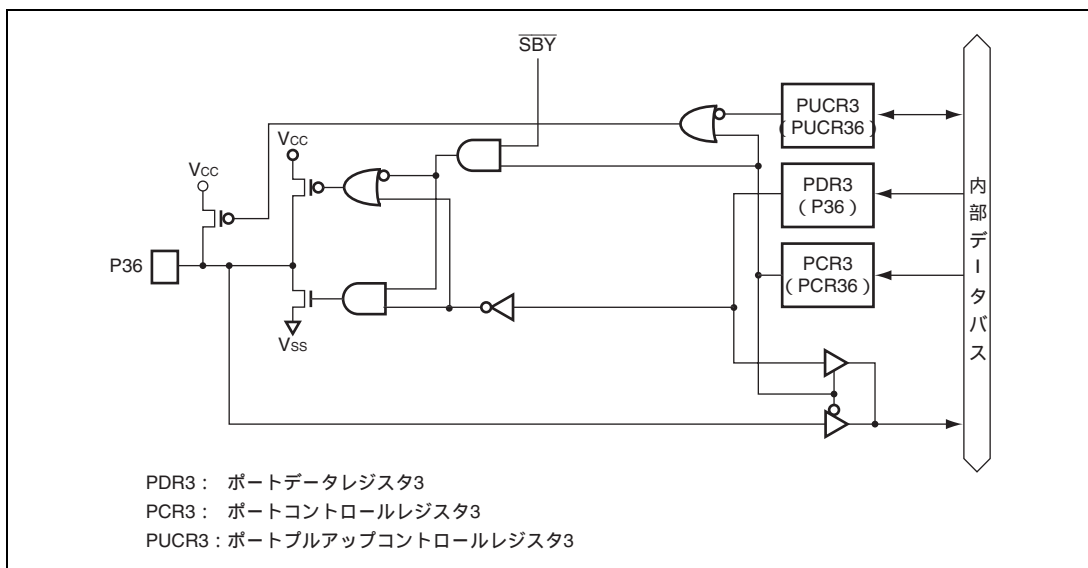 SBY
PUCR3
(PUCR36)
VCC
VCC
PDR3
(P36)
P36
PCR3
(PCR36)
VSS
内部データバス
PDR3: ポートデータレジスタ3
PCR3: ポートコントロールレジスタ3
PUCR3:ポートプルアップコントロールレジスタ3